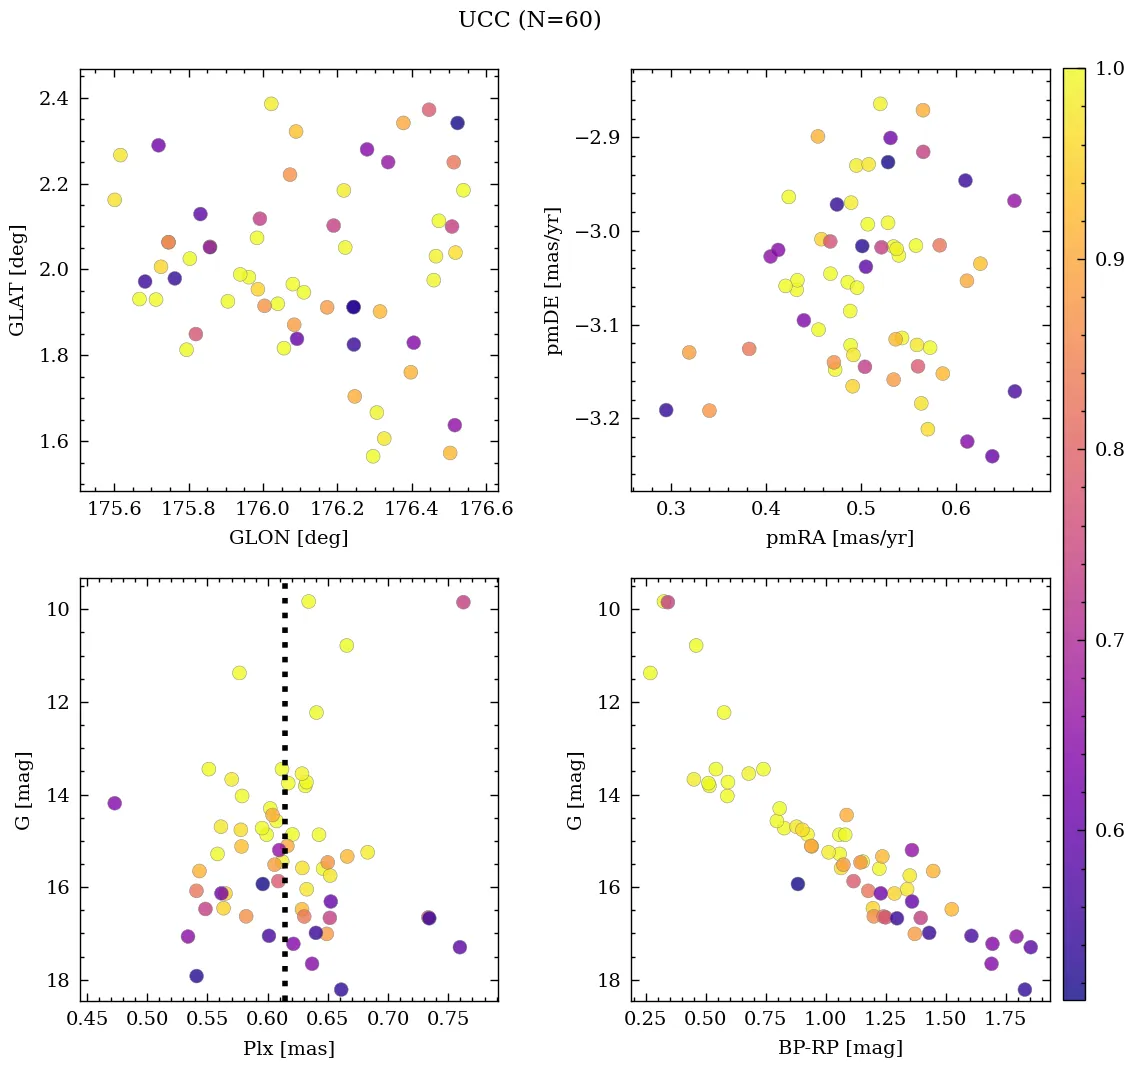 UCC (N=60)
2.4
2.2
2.0
1.8
1.6
GLAT [deg]
175.6 175.8 176.0 176.2 176.4 176.6
GLON [deg]
−2.9
−3.0
−3.1
−3.2
pmDE [mas/yr]
0.3 0.4 0.5 0.6
pmRA [mas/yr]
10
12
14
16
18
G [mag]
0.45 0.50 0.55 0.60 0.65 0.70 0.75
Plx [mas]
10
12
14
16
18
G [mag]
0.25 0.50 0.75 1.00 1.25 1.50 1.75
BP-RP [mag]
1.0
0.9
0.8
0.7
0.6